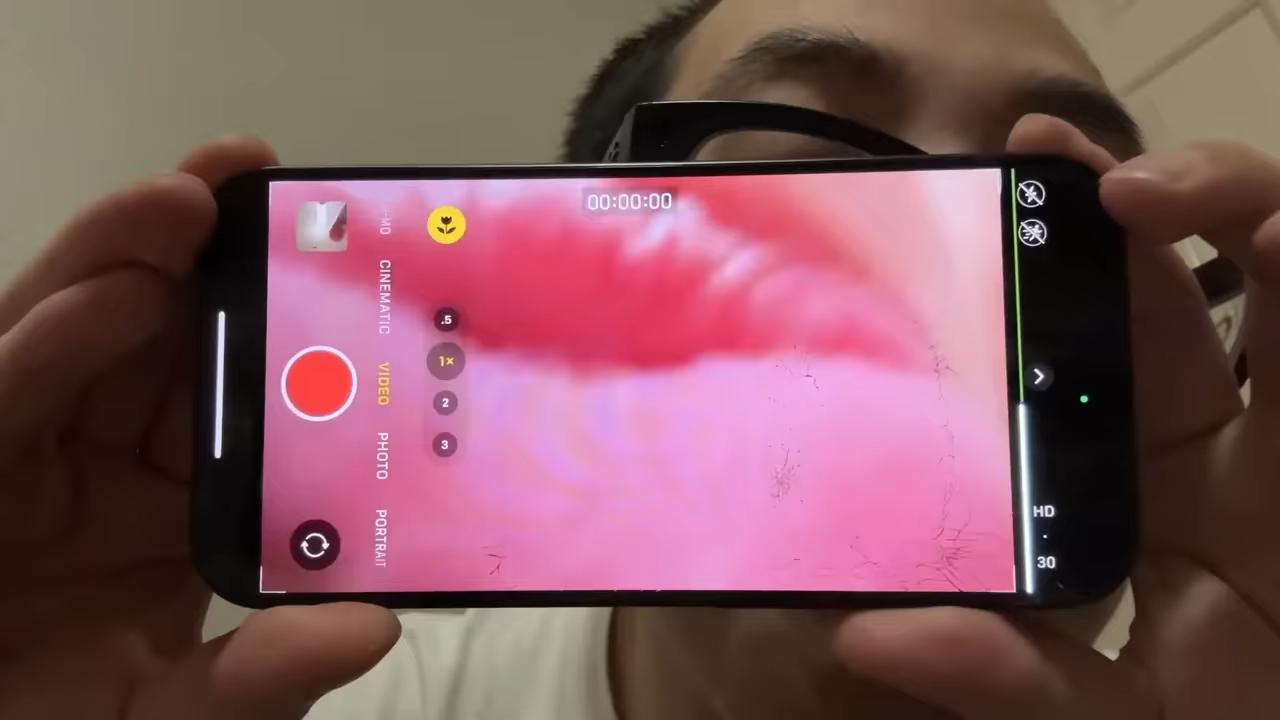 00:00:00
CINEMATIC
VIDEO
PHOTO
PORTRAIT
.5
1×
2
3
HD
30